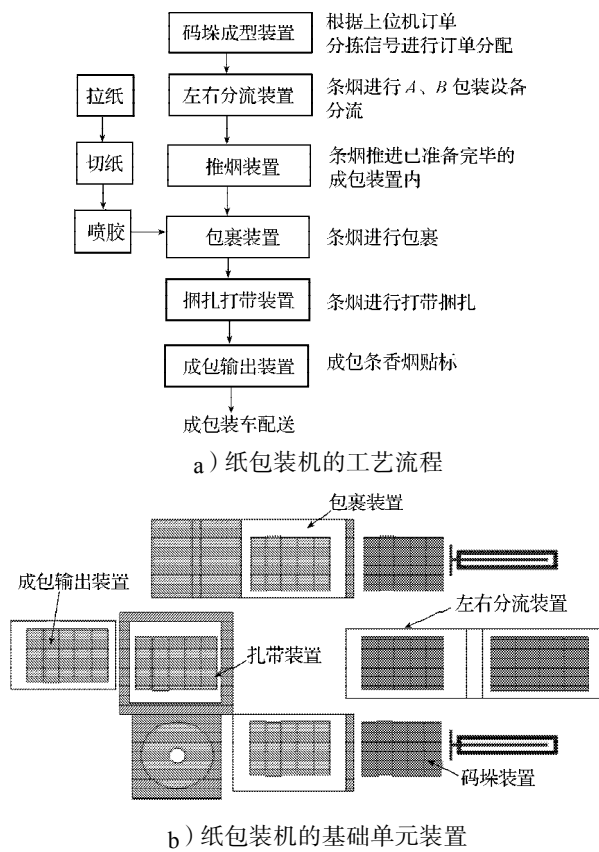 码垛成型装置
根据上位机订单
分拣信号进行订单分配
拉纸
左右分流装置
条烟进行A、B包装设备
分流
切纸
推烟装置
条烟推进已准备完毕的
成包装置内
喷胶
包裹装置
条烟进行包裹
捆扎打带装置
条烟进行打带捆扎
成包输出装置
成包条香烟贴标
成包装车配送
a）纸包装机的工艺流程
包裹装置
成包输出装置
左右分流装置
扎带装置
码垛装置
b）纸包装机的基础单元装置